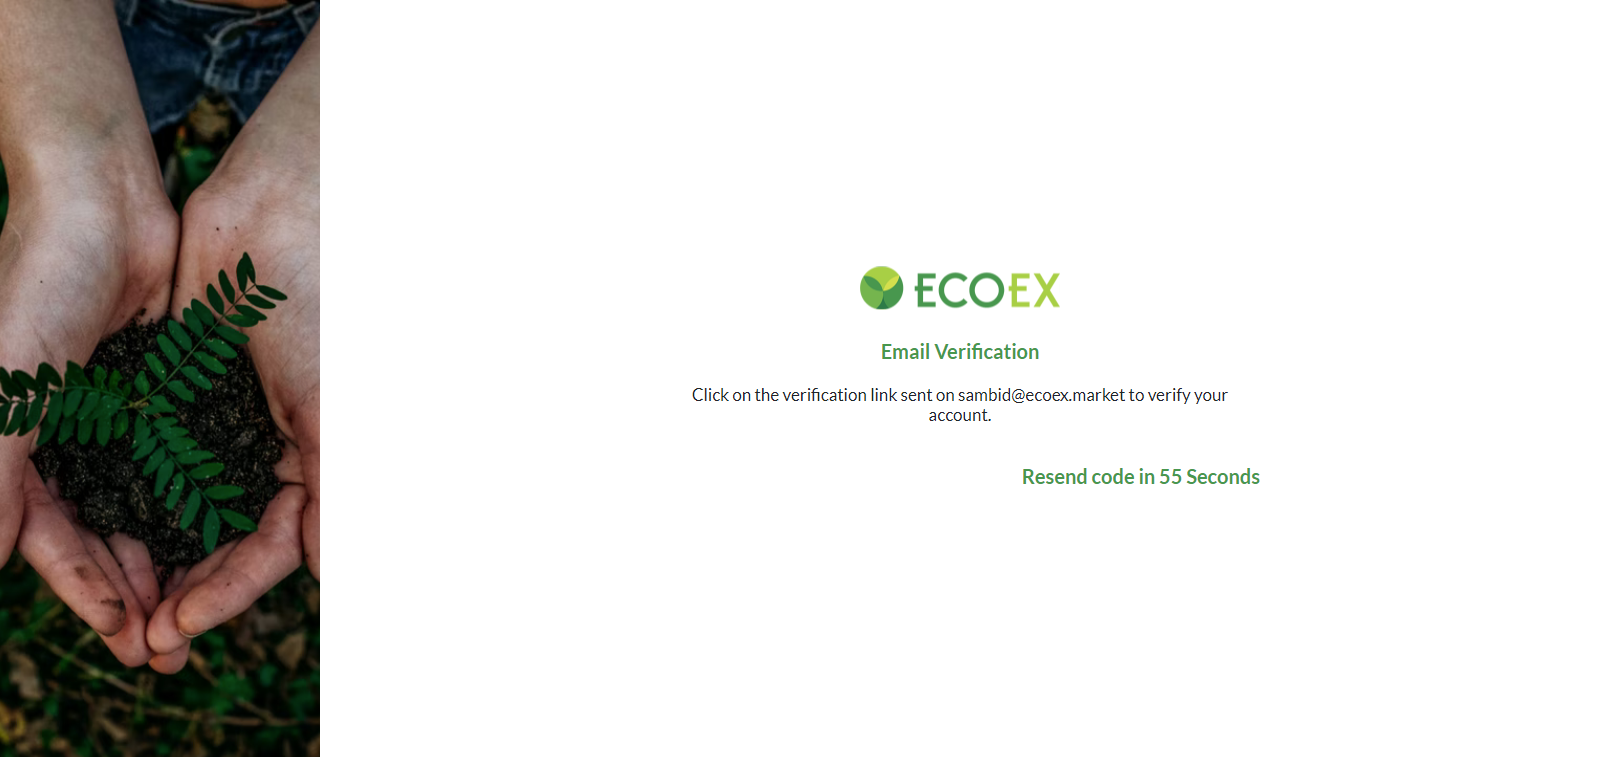 ECOEX
Email Verification
Click on the verification link sent on sambid@ecoex.market to verify your
account.
Resend code in 55 Seconds